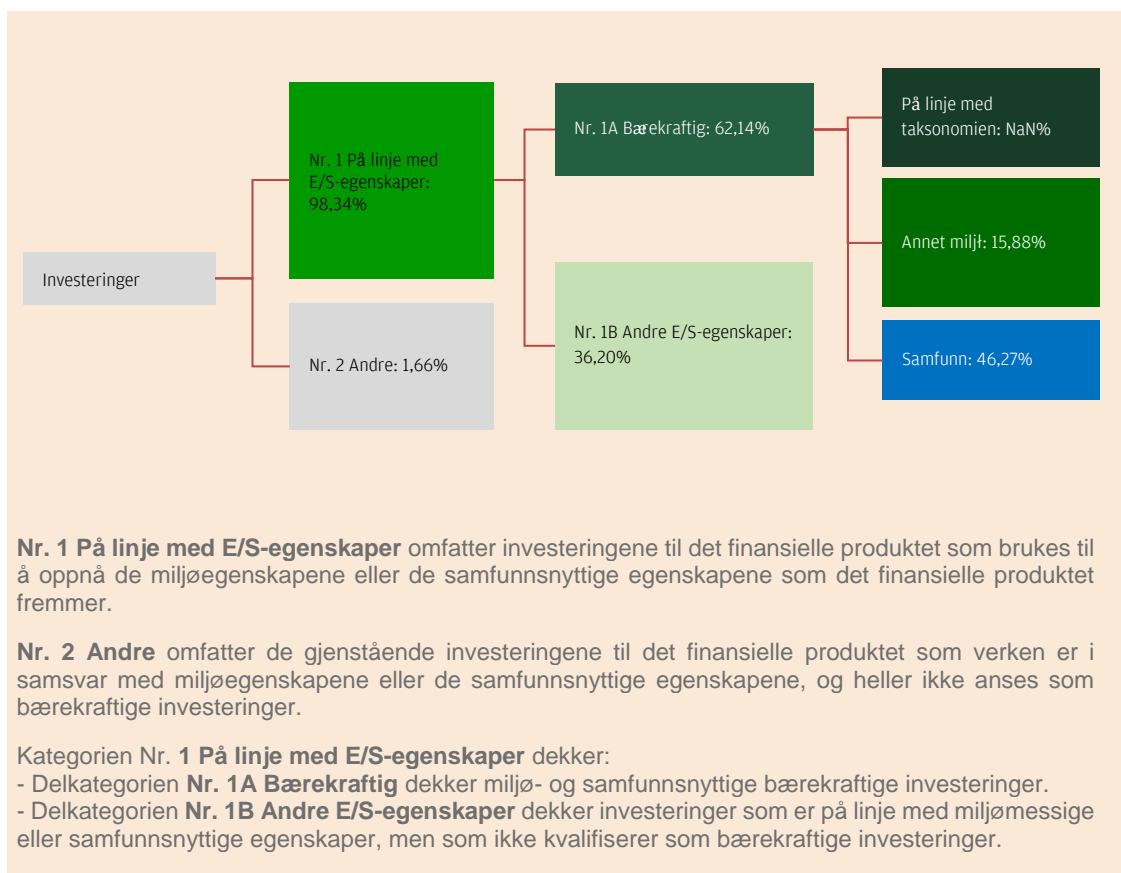 Investeringer
Nr. 1 På linje med
E/S-egenskaper:
98,34%
Nr. 2 Andre: 1,66%
Nr. 1A Bærekraftig: 62,14%
Nr. 1B Andre E/S-egenskaper:
36,20%
På linje med
taksonomien: NaN%
Annet miljł: 15,88%
Samfunn: 46,27%
Nr. 1 På linje med E/S-egenskaper omfatter investeringene til det finansielle produktet som brukes til
å oppnå de miljøegenskapene eller de samfunnsnyttige egenskapene som det finansielle produktet
fremmer.
Nr. 2 Andre omfatter de gjenstående investeringene til det finansielle produktet som verken er i
samsvar med miljøegenskapene eller de samfunnsnyttige egenskapene, og heller ikke anses som
bærekraftige investeringer.
Kategorien Nr. 1 På linje med E/S-egenskaper dekker:
- Delkategorien Nr. 1A Bærekraftig dekker miljø- og samfunnsnyttige bærekraftige investeringer.
- Delkategorien Nr. 1B Andre E/S-egenskaper dekker investeringer som er på linje med miljømessige
eller samfunnsnyttige egenskaper, men som ikke kvalifiserer som bærekraftige investeringer.